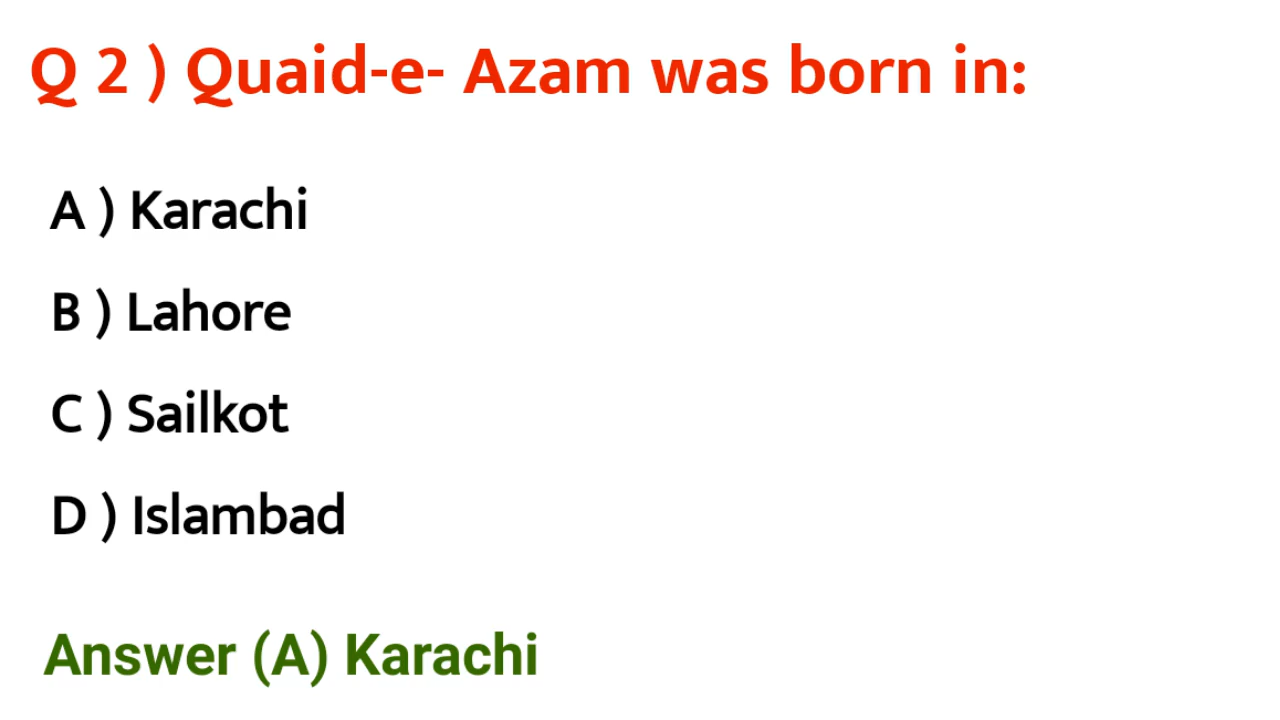 Q 2 ) Quaid-e- Azam was born in:
A ) Karachi
B ) Lahore
C ) Sailkot
D ) Islambad
Answer (A) Karachi